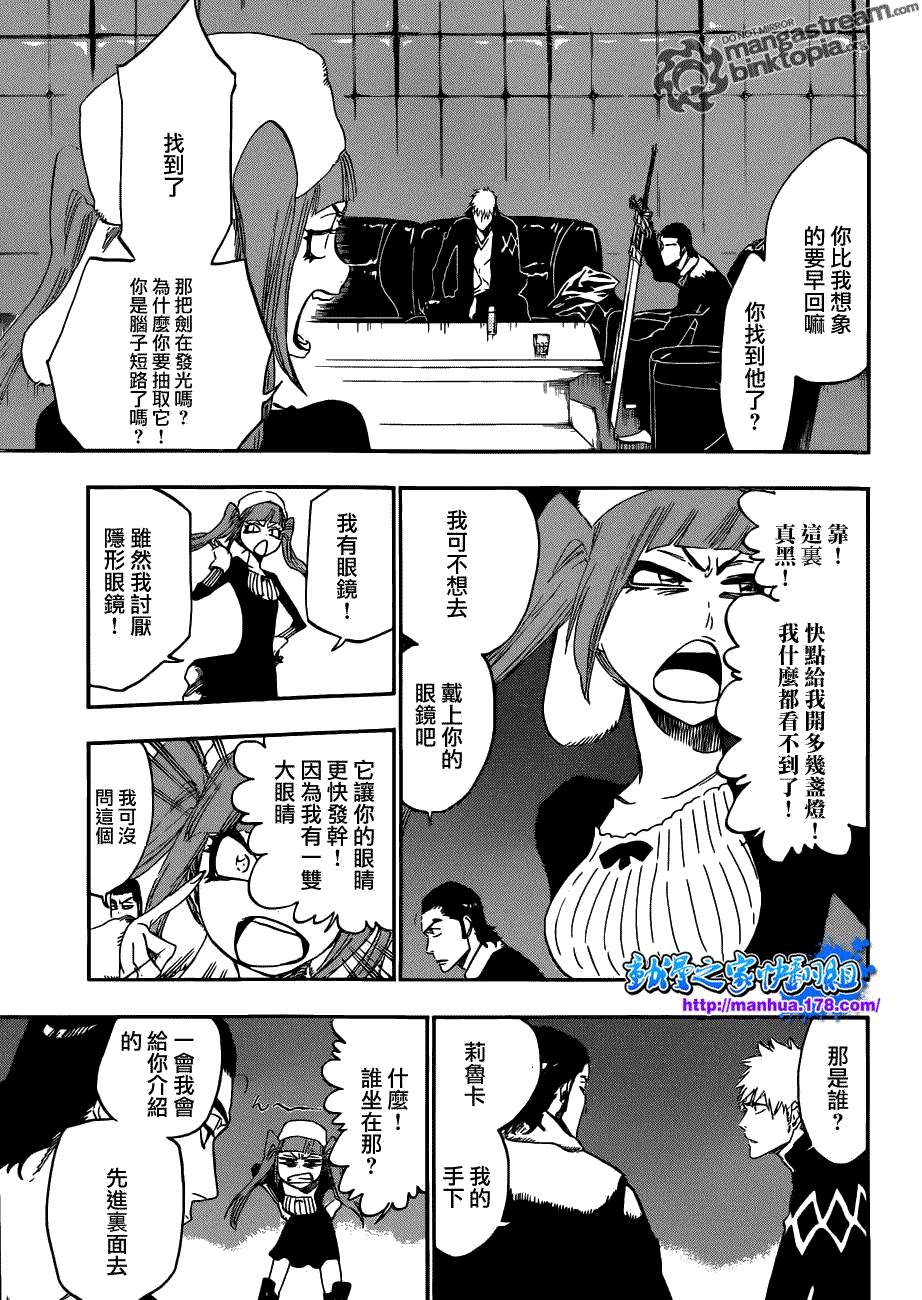 DO NOT MIRROR
mangastream.com
binktopia.org
你比我想象
的要早回嘛
你找到他了?
找到了
那把劍在發光嗎?
為什麼你要抽取它!
你是腦子短路了嗎?
靠!
這裏
真黑!
快點給我開多幾盞燈!
我什麼都看不到了!
我可不想去
戴上你的
眼鏡吧
我有眼鏡!
雖然我討厭
隱形眼鏡!
它讓你的眼睛
更快發幹!
因為我有一雙
大眼睛
我可沒
問這個
動漫之家快翻組
http://manhua.178.com/
那是誰?
莉魯卡
我的
手下
什麼!
誰坐在那?
ん~~
一會我會
給你介紹
的
先進裏面去